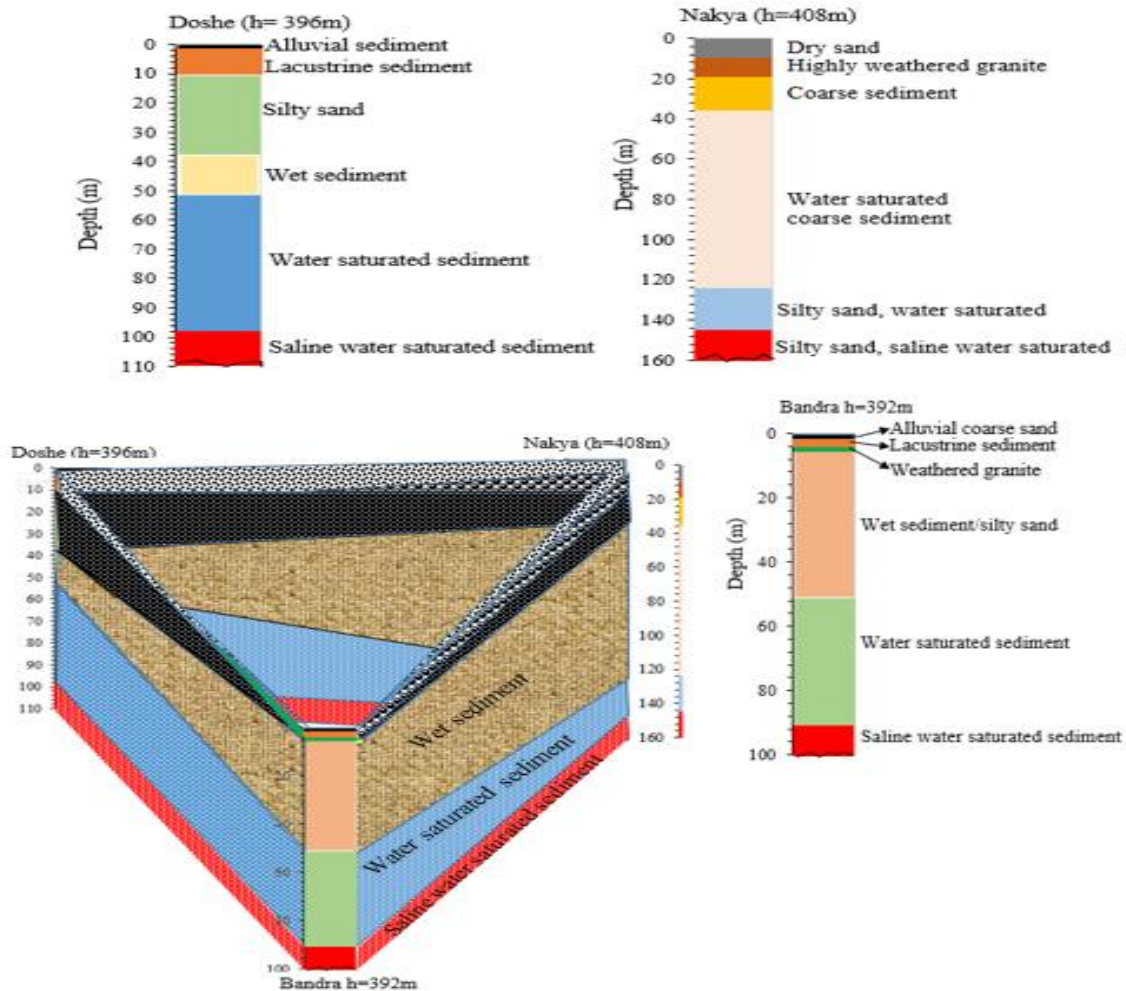 Doshe (h= 396m)
0
10
20
30
40
50
60
70
80
90
100
110
Depth (m)
Alluvial sediment
Lacustrine sediment
Silty sand
Wet sediment
Water saturated sediment
Saline water saturated sediment
Nakya (h=408m)
0
20
40
60
80
100
120
140
160
Depth (m)
Dry sand
Highly weathered granite
Coarse sediment
Water saturated
coarse sediment
Silty sand, water saturated
Silty sand, saline water saturated
Doshe (h=396m)
0
10
20
30
40
50
60
70
80
90
100
110
Nakya (h=408m)
0
20
40
60
80
100
120
140
160
Wet sediment
Water saturated sediment
Saline water saturated sediment
100
Bandra h=392m
Bandra h=392m
0
20
40
60
80
100
Depth (m)
Alluvial coarse sand
Lacustrine sediment
Weathered granite
Wet sediment/silty sand
Water saturated sediment
Saline water saturated sediment